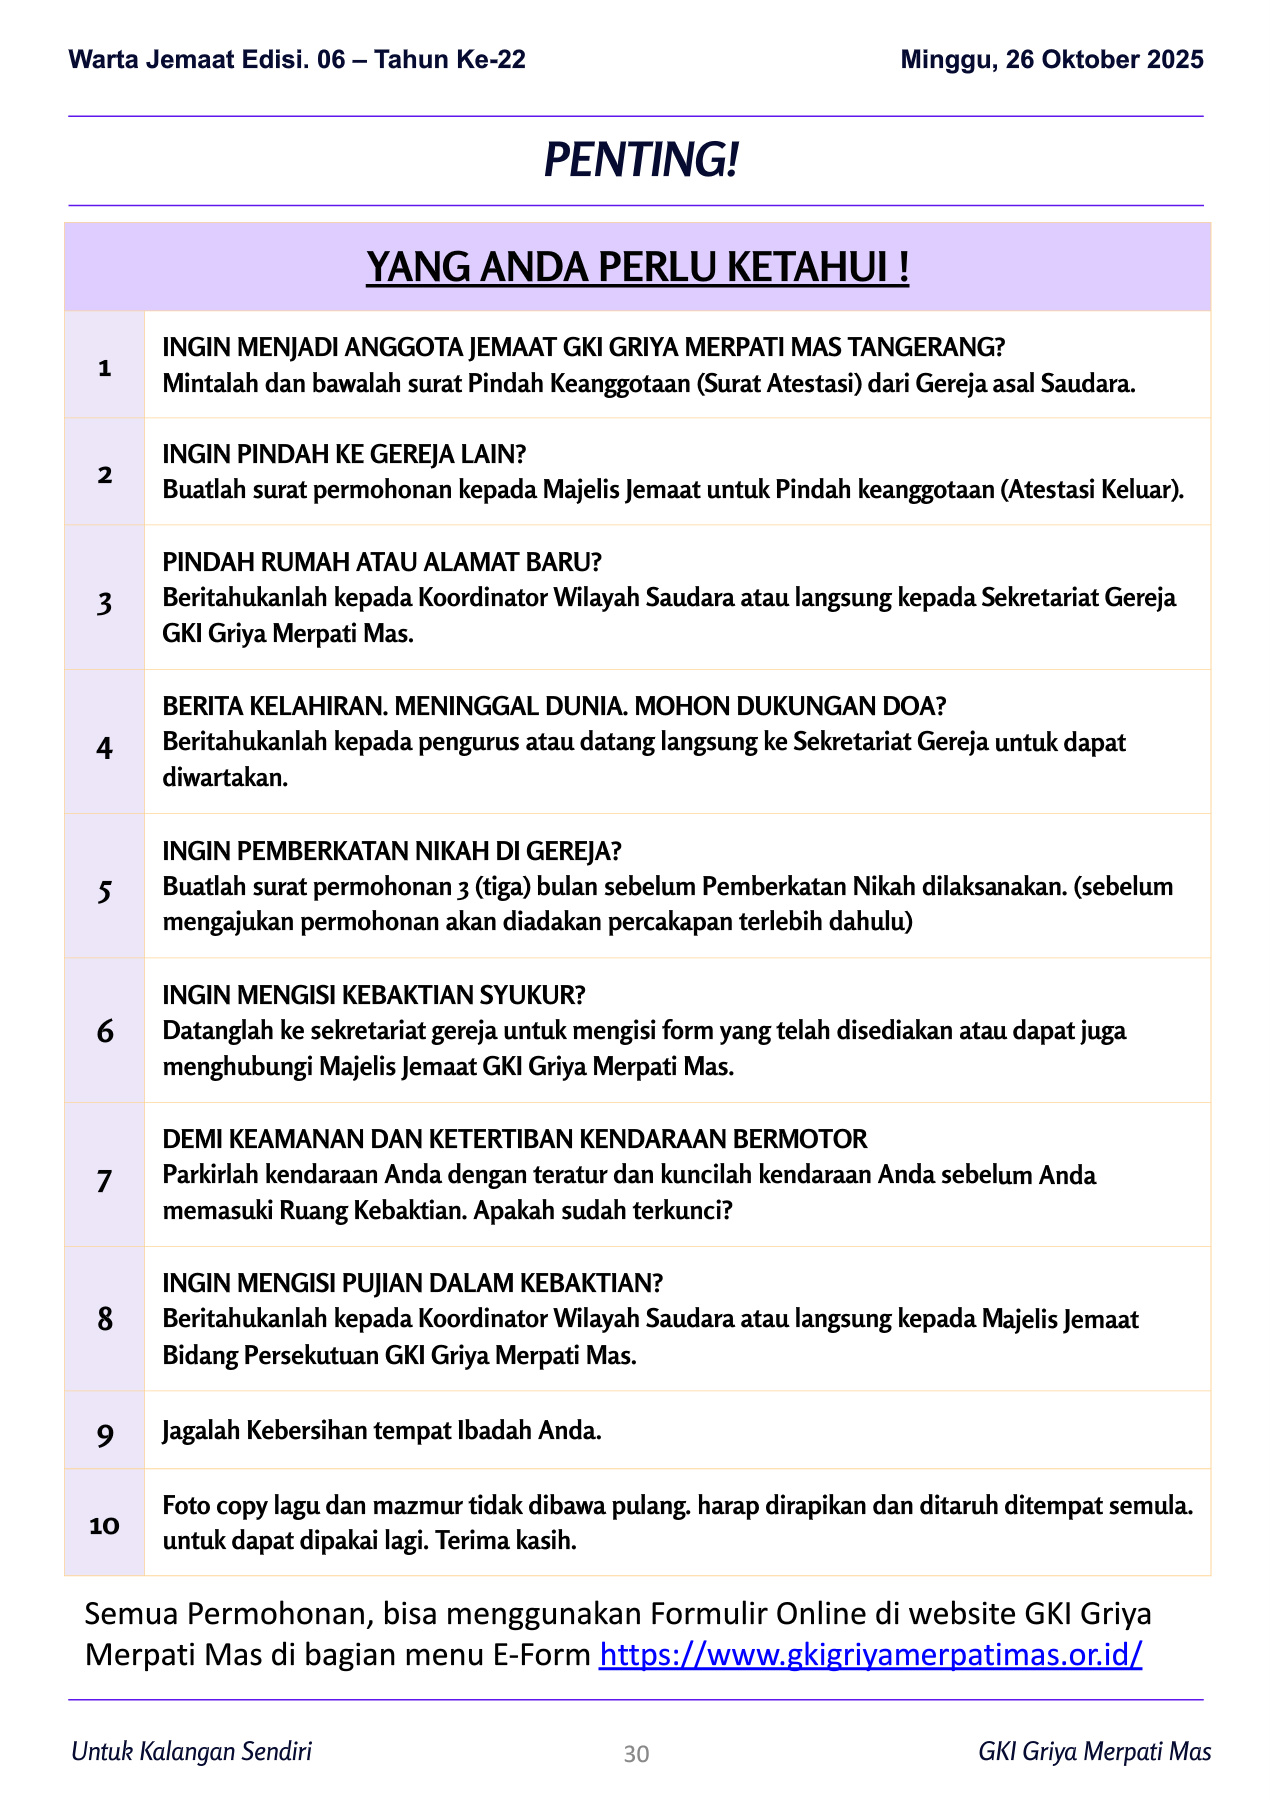 Warta Jemaat Edisi. 06 – Tahun Ke-22
Minggu, 26 Oktober 2025
PENTING!
YANG ANDA PERLU KETAHUI !
1
INGIN MENJADI ANGGOTA JEMAAT GKI GRIYA MERPATI MAS TANGERANG?
Mintalah dan bawalah surat Pindah Keanggotaan (Surat Atestasi) dari Gereja asal Saudara.
2
INGIN PINDAH KE GEREJA LAIN?
Buatlah surat permohonan kepada Majelis Jemaat untuk Pindah keanggotaan (Atestasi Keluar).
3
PINDAH RUMAH ATAU ALAMAT BARU?
Beritahukanlah kepada Koordinator Wilayah Saudara atau langsung kepada Sekretariat Gereja
GKI Griya Merpati Mas.
4
BERITA KELAHIRAN. MENINGGAL DUNIA. MOHON DUKUNGAN DOA?
Beritahukanlah kepada pengurus atau datang langsung ke Sekretariat Gereja untuk dapat
diwartakan.
5
INGIN PEMBERKATAN NIKAH DI GEREJA?
Buatlah surat permohonan 3 (tiga) bulan sebelum Pemberkatan Nikah dilaksanakan. (sebelum
mengajukan permohonan akan diadakan percakapan terlebih dahulu)
6
INGIN MENGISI KEBAKTIAN SYUKUR?
Datanglah ke sekretariat gereja untuk mengisi form yang telah disediakan atau dapat juga
menghubungi Majelis Jemaat GKI Griya Merpati Mas.
7
DEMI KEAMANAN DAN KETERTIBAN KENDARAAN BERMOTOR
Parkirlah kendaraan Anda dengan teratur dan kuncilah kendaraan Anda sebelum Anda
memasuki Ruang Kebaktian. Apakah sudah terkunci?
8
INGIN MENGISI PUJIAN DALAM KEBAKTIAN?
Beritahukanlah kepada Koordinator Wilayah Saudara atau langsung kepada Majelis Jemaat
Bidang Persekutuan GKI Griya Merpati Mas.
9
Jagalah Kebersihan tempat Ibadah Anda.
10
Foto copy lagu dan mazmur tidak dibawa pulang. harap dirapikan dan ditaruh ditempat semula.
untuk dapat dipakai lagi. Terima kasih.
Semua Permohonan, bisa menggunakan Formulir Online di website GKI Griya
Merpati Mas di bagian menu E-Form https://www.gkigriyamerpatimas.or.id/
Untuk Kalangan Sendiri
30
GKI Griya Merpati Mas